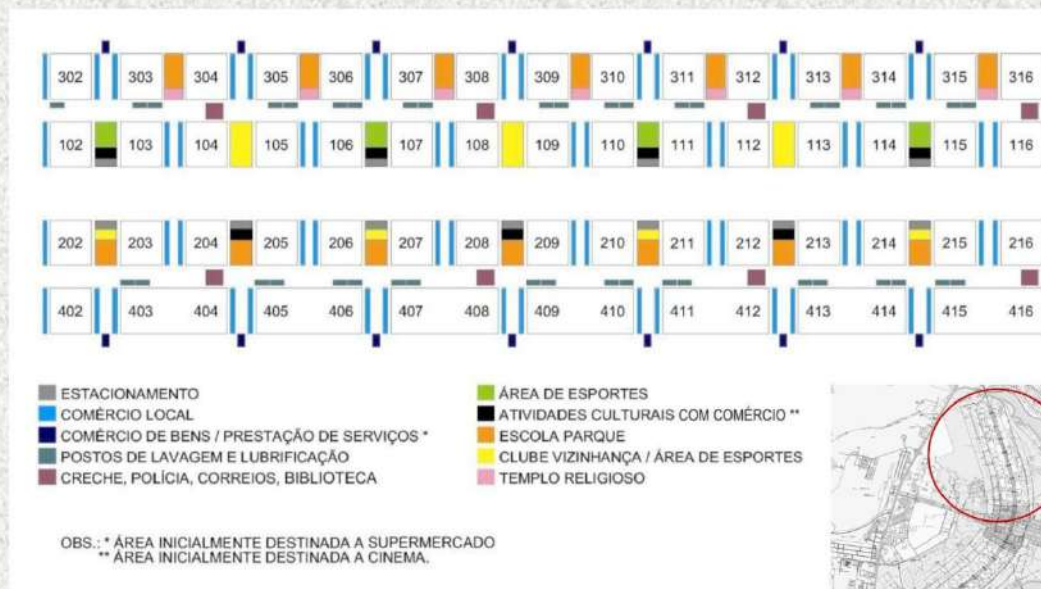 302 303 304 305 306 307 308 309 310 311 312 313 314 315 316
102 103 104 105 106 107 108 109 110 111 112 113 114 115 116
202 203 204 205 206 207 208 209 210 211 212 213 214 215 216
402 403 404 405 406 407 408 409 410 411 412 413 414 415 416
ESTACIONAMENTO
COMÉRCIO LOCAL
COMÉRCIO DE BENS / PRESTAÇÃO DE SERVIÇOS *
POSTOS DE LAVAGEM E LUBRIFICAÇÃO
CRECHE, POLÍCIA, CORREIOS, BIBLIOTECA
ÁREA DE ESPORTES
ATIVIDADES CULTURAIS COM COMÉRCIO **
ESCOLA PARQUE
CLUBE VIZINHANÇA / ÁREA DE ESPORTES
TEMPLO RELIGIOSO
OBS.: * ÁREA INICIALMENTE DESTINADA A SUPERMERCADO
** ÁREA INICIALMENTE DESTINADA A CINEMA.